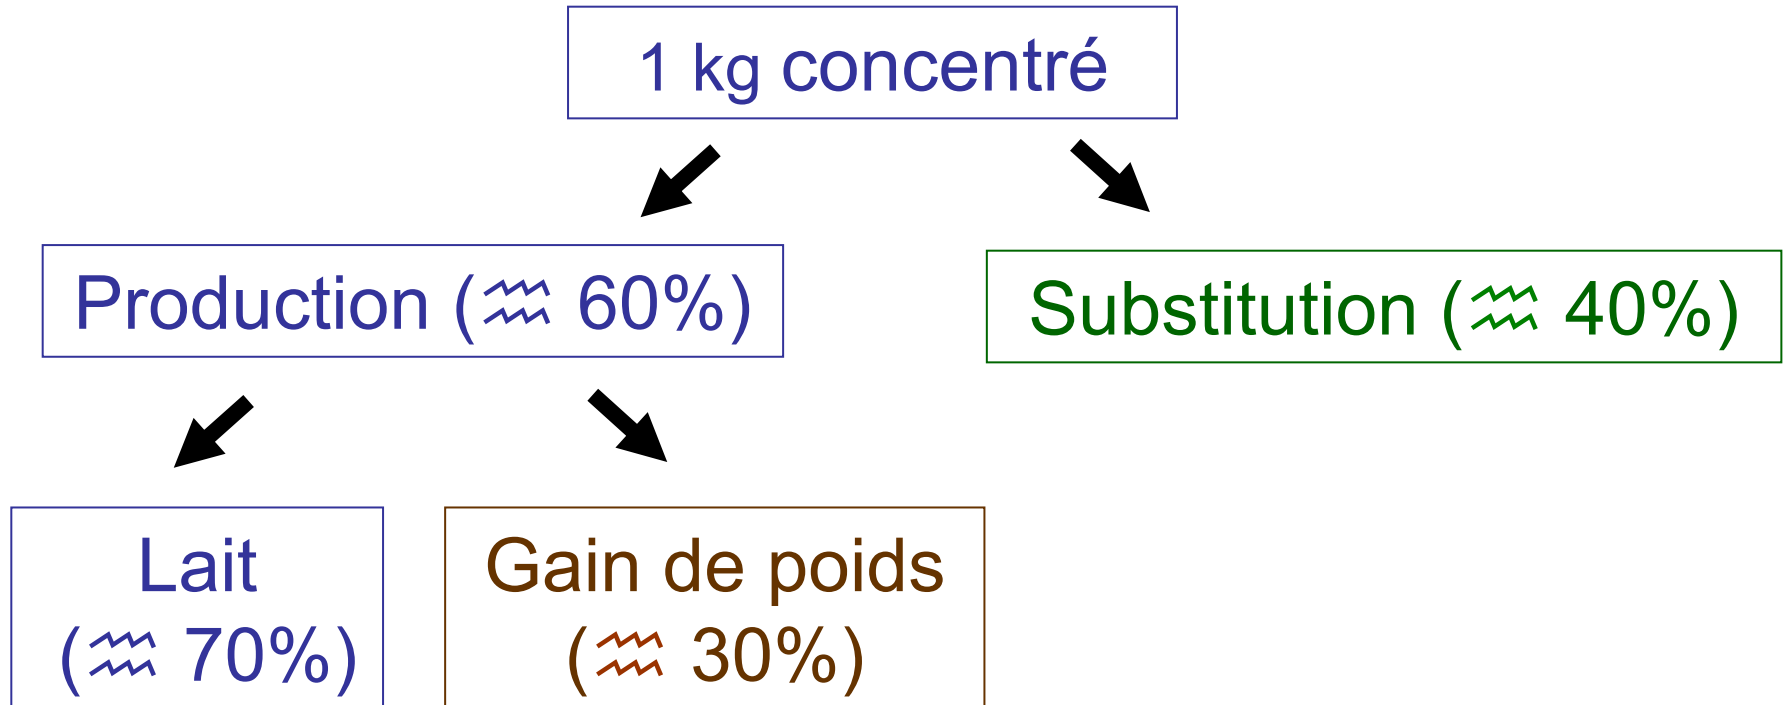 1 kg concentré
Production (♒ 60%)
Substitution (♒ 40%)
Lait
(♒ 70%)
Gain de poids
(♒ 30%)